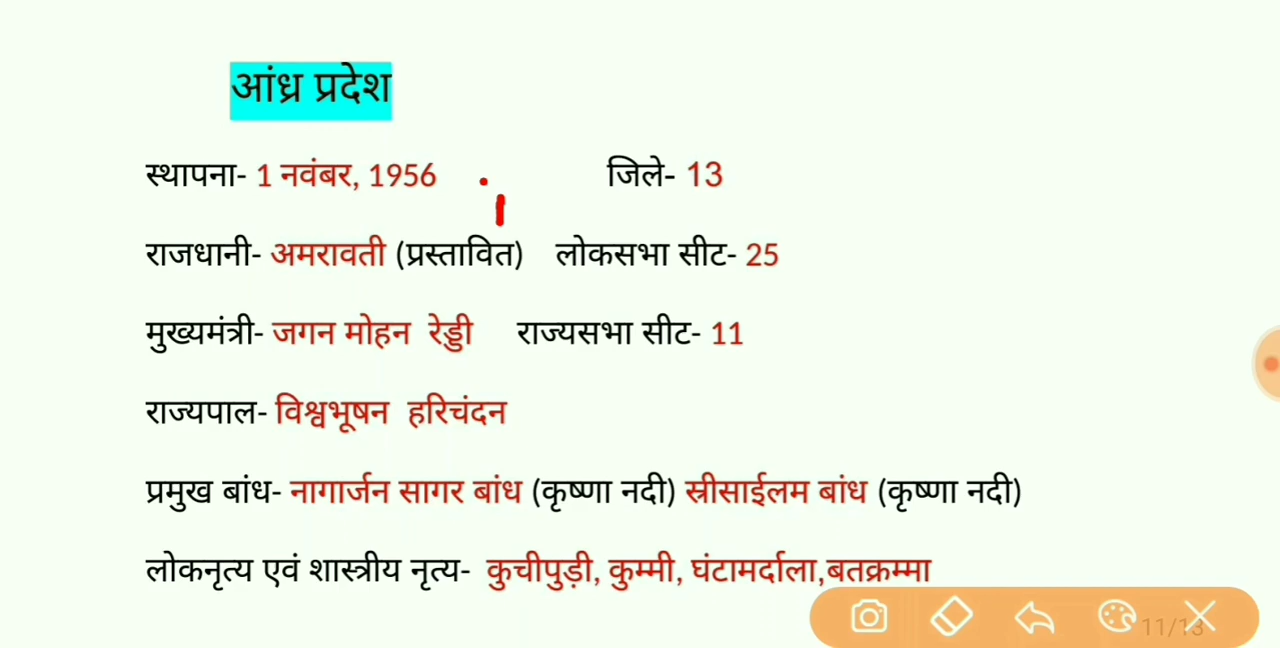 आंध्र प्रदेश
स्थापना- 1 नवंबर, 1956 जिले- 13
राजधानी- अमरावती (प्रस्तावित) लोकसभा सीट- 25
मुख्यमंत्री- जगन मोहन रेड्डी राज्यसभा सीट- 11
राज्यपाल- विश्वभूषन हरिचंदन
प्रमुख बांध- नागार्जन सागर बांध (कृष्णा नदी) स्रीसाईलम बांध (कृष्णा नदी)
लोकनृत्य एवं शास्त्रीय नृत्य- कुचीपुड़ी, कुम्मी, घंटामर्दाला,बतक्रम्मा
11/13